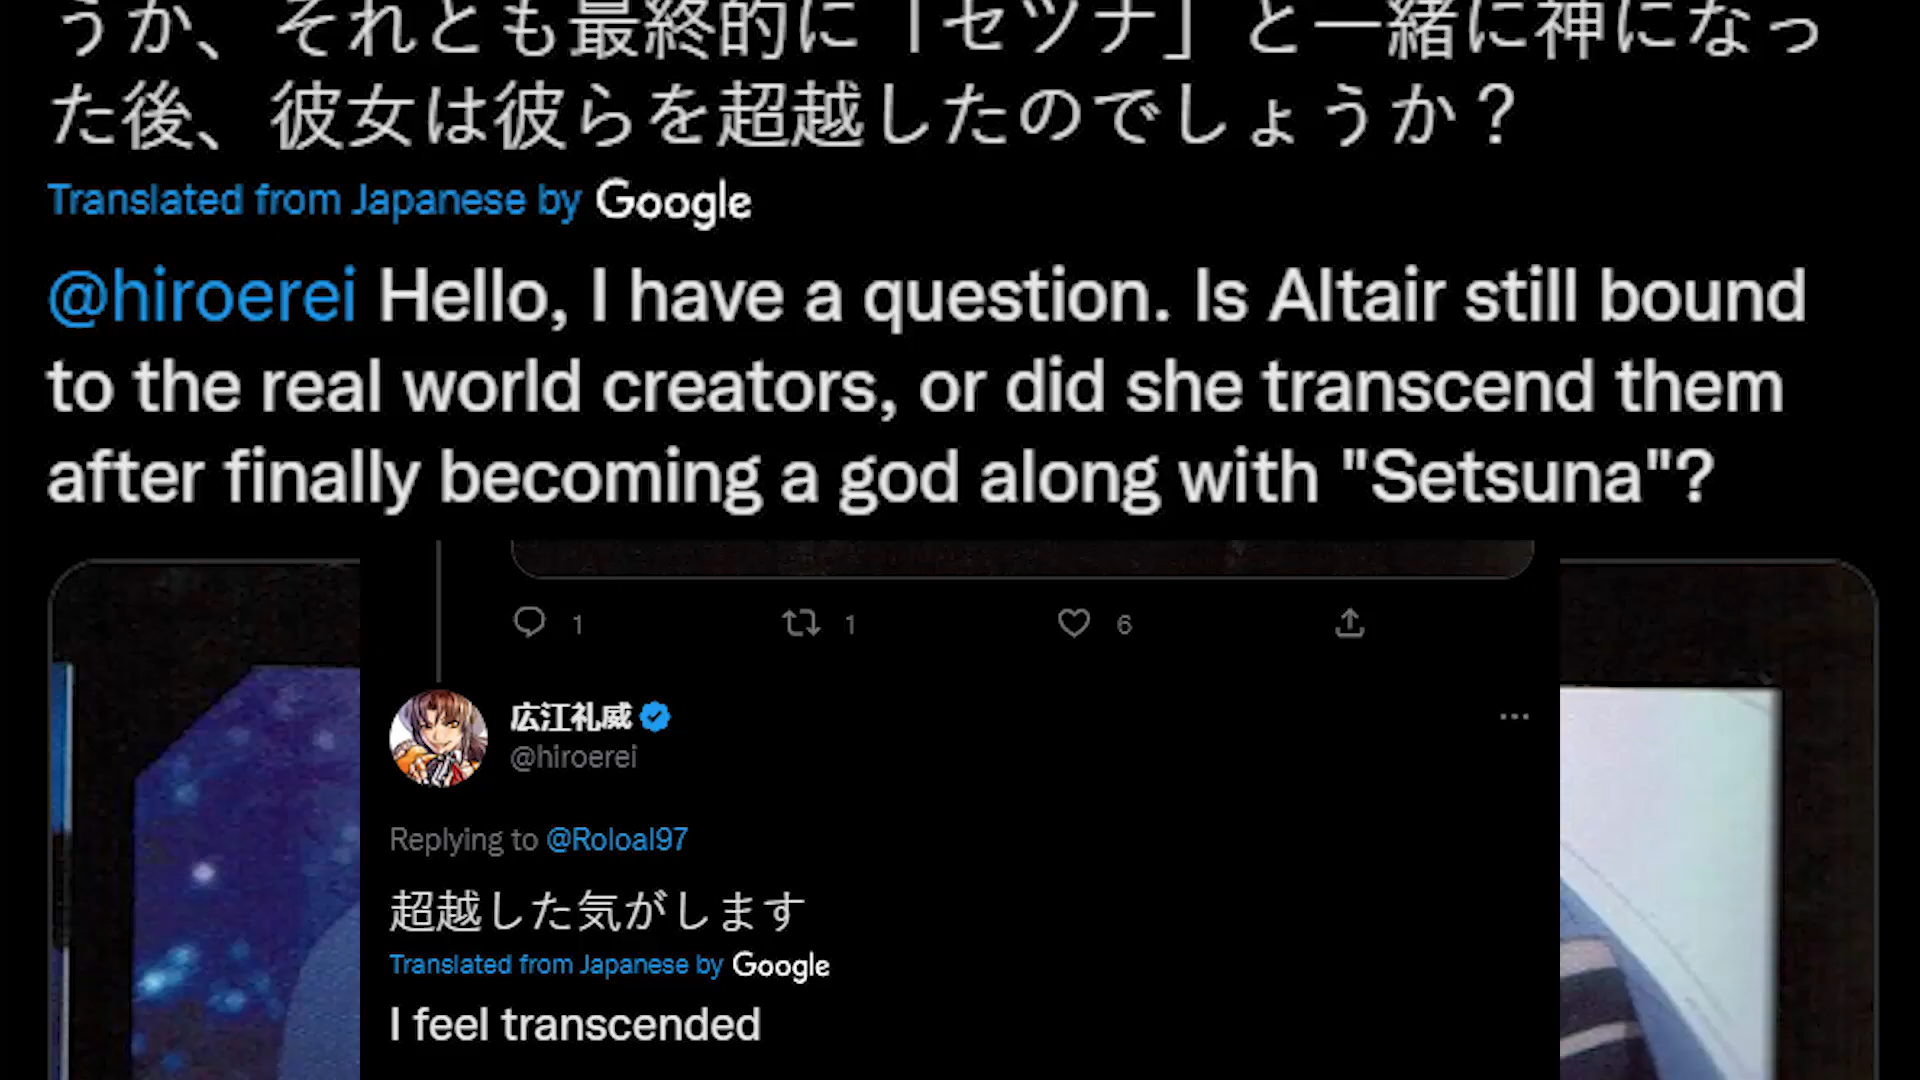 うか、それとも最終的に「セツナ」と一緒に神になっ
た後、彼女は彼らを超越したのでしょうか？
Translated from Japanese by Google
@hiroerei Hello, I have a question. Is Altair still bound
to the real world creators, or did she transcend them
after finally becoming a god along with "Setsuna"?
1 1 6
広江礼威
@hiroerei
Replying to @Roloal97
超越した気がします
Translated from Japanese by Google
I feel transcended